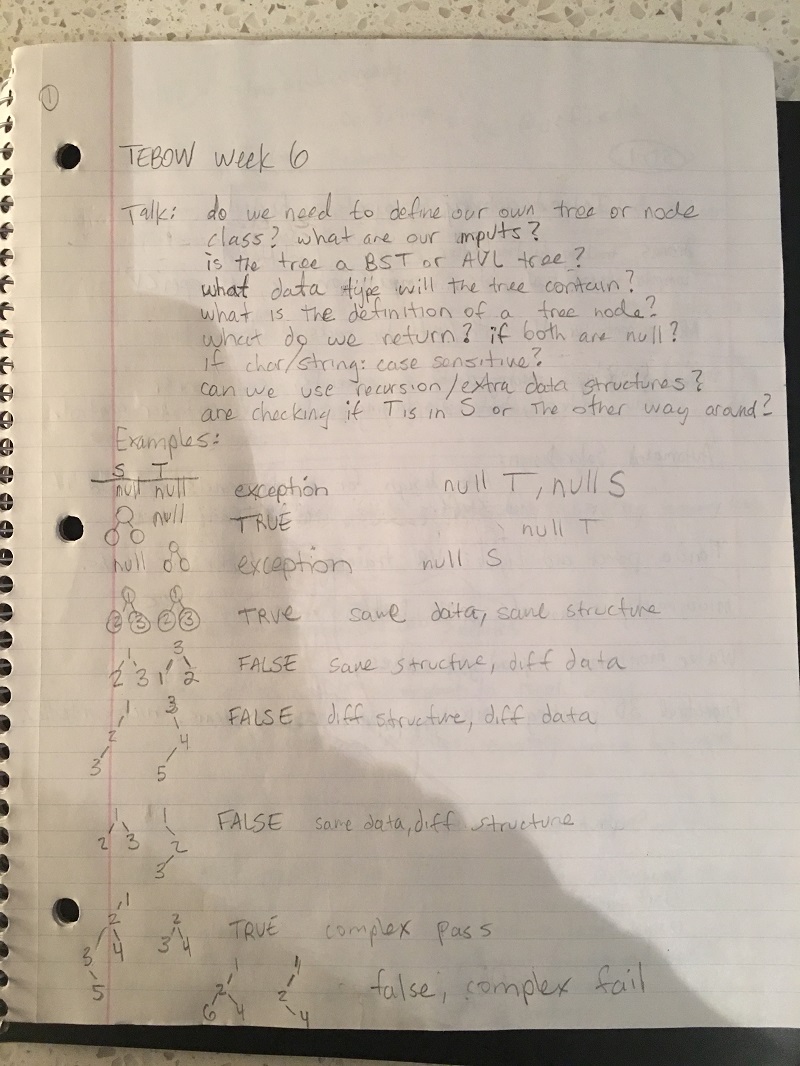 1
TEBOW Week 6
Talk: do we need to define our own tree or node
class? what are our inputs?
is the tree a BST or AVL tree?
what data type will the tree contain?
what is the definition of a tree node?
what do we return? if both are null?
if char/string: case sensitive?
can we use recursion/extra data structures?
are checking if T is in S or the other way around?
Examples:
S T
null null exception null T, null S
null TRUE null T
null exception null S
1 1
2 3 2 3 TRUE same data, same structure
1 3
2 3 1 2 FALSE same structure, diff data
1 3 FALSE diff structure, diff data
2 4
3 5
1 1 FALSE same data, diff structure
2 3 2
3
1
2 2 TRUE complex pass
3 4 3 4
5
1 1 false, complex fail
2 2
6 4 4